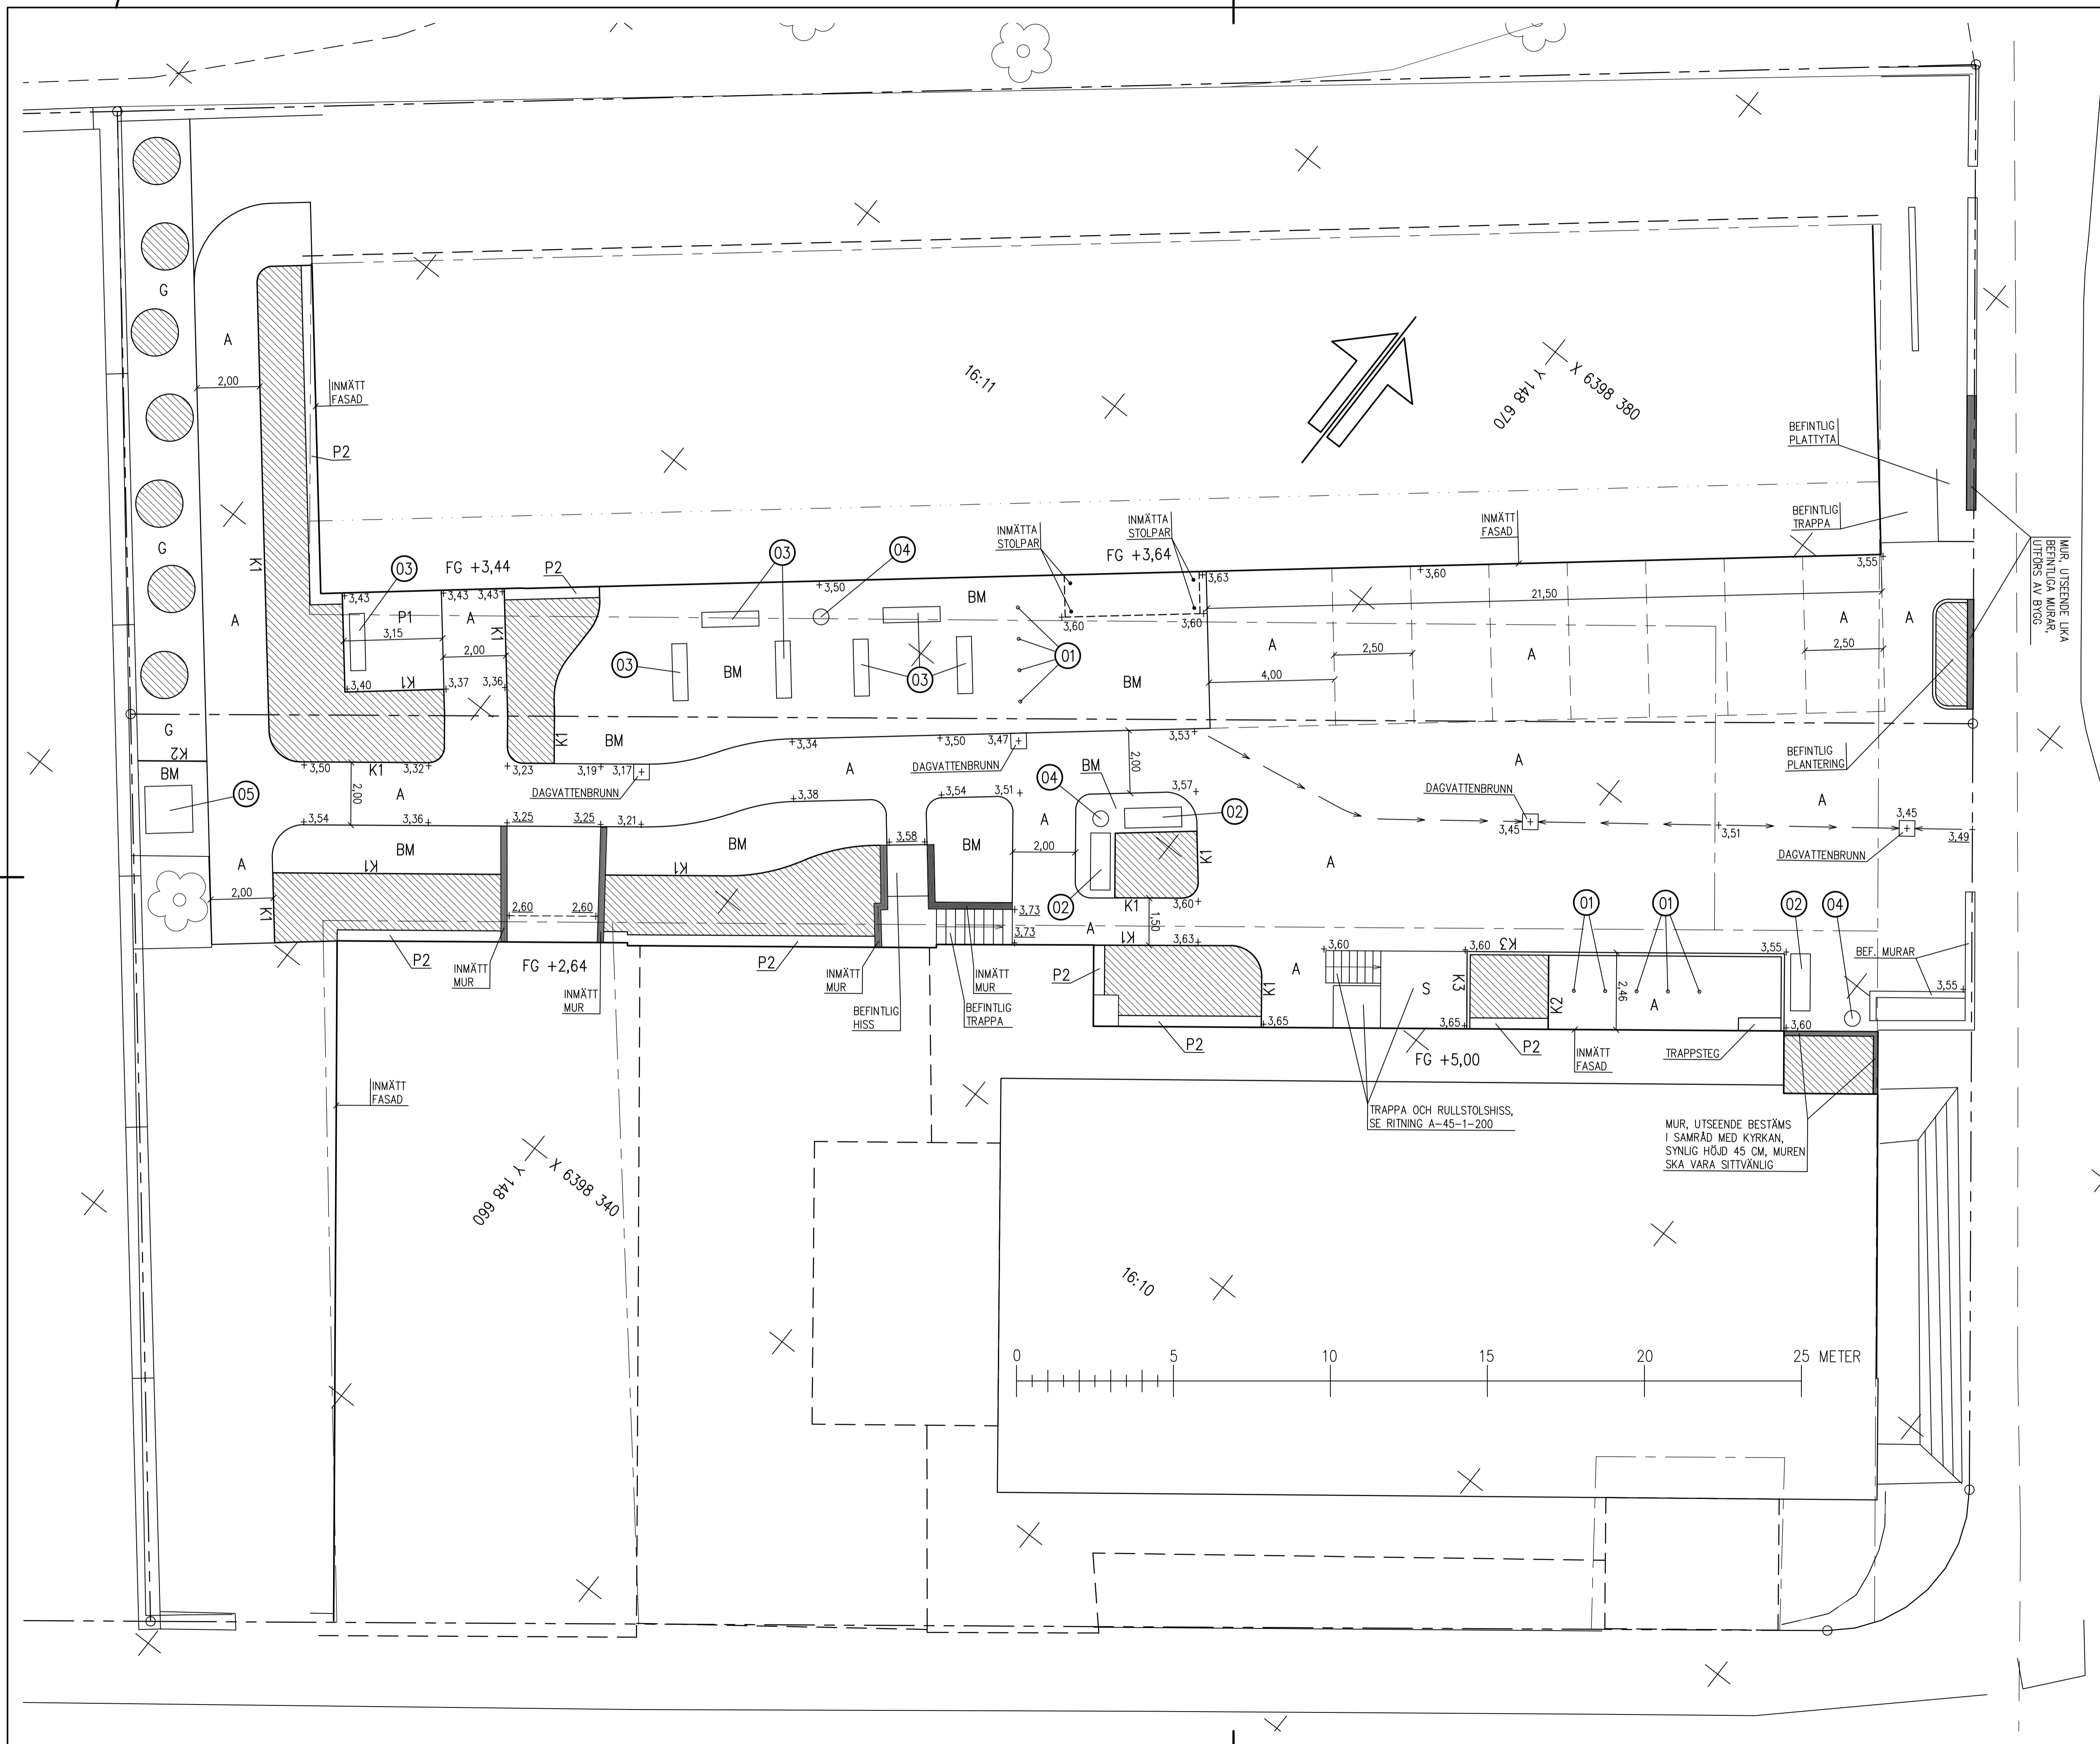 G
A
2,00
INMÄTT
FASAD
P2
16:11
Y 148 670
X 6398 380
BEFINTLIG
PLATTYTA
BEFINTLIG
TRAPPA
MUR, UTSEENDE LIKA
BEFINTLIGA MURAR,
UTFÖRS AV BYGG
G
K1
A
03
FG +3,44
P2
03
04
INMÄTTA
STOLPAR
INMÄTTA
STOLPAR
FG +3,64
INMÄTT
FASAD
3,43
P1
3,43
A
3,43
K1
3,15
2,00
3,50
BM
3,63
3,60
3,55
21,50
3,60
3,60
03
BM
03
01
BM
A
2,50
A
A
2,50
A
4,00
3,40
K1
3,37
3,36
G
K2
BM
05
3,50
K1
3,32
3,23
K1
BM
3,19
3,17
3,34
3,50
3,47
3,53
DAGVATTENBRUNN
DAGVATTENBRUNN
A
2,00
A
2,00
BM
04
3,57
02
A
DAGVATTENBRUNN
3,45
3,51
A
BEFINTLIG
PLANTERING
3,45
3,49
DAGVATTENBRUNN
3,54
3,36
3,25
3,25
3,21
3,38
3,54
3,51
A
3,58
BM
K1
BM
K1
BM
2,00
K1
A
A
2,00
K1
2,60
2,60
02
K1
3,60
3,73
3,73
1,50
A
K1
3,63
01
01
02
04
P2
INMÄTT
MUR
FG +2,64
INMÄTT
MUR
P2
INMÄTT
MUR
BEFINTLIG
HISS
INMÄTT
MUR
BEFINTLIG
TRAPPA
P2
K1
A
3,60
3,60
K3
3,55
K3
S
K2
2,46
A
BEF. MURAR
3,55
3,65
3,65
3,60
P2
FG +5,00
P2
INMÄTT
FASAD
TRAPPSTEG
INMÄTT
FASAD
TRAPPA OCH RULLSTOLSHISS,
SE RITNING A-45-1-200
MUR, UTSEENDE BESTÄMS
I SAMRÅD MED KYRKAN,
SYNLIG HÖJD 45 CM, MUREN
SKA VARA SITTVÄNLIG
Y 148 660
X 6398 340
16:10
0 5 10 15 20 25 METER